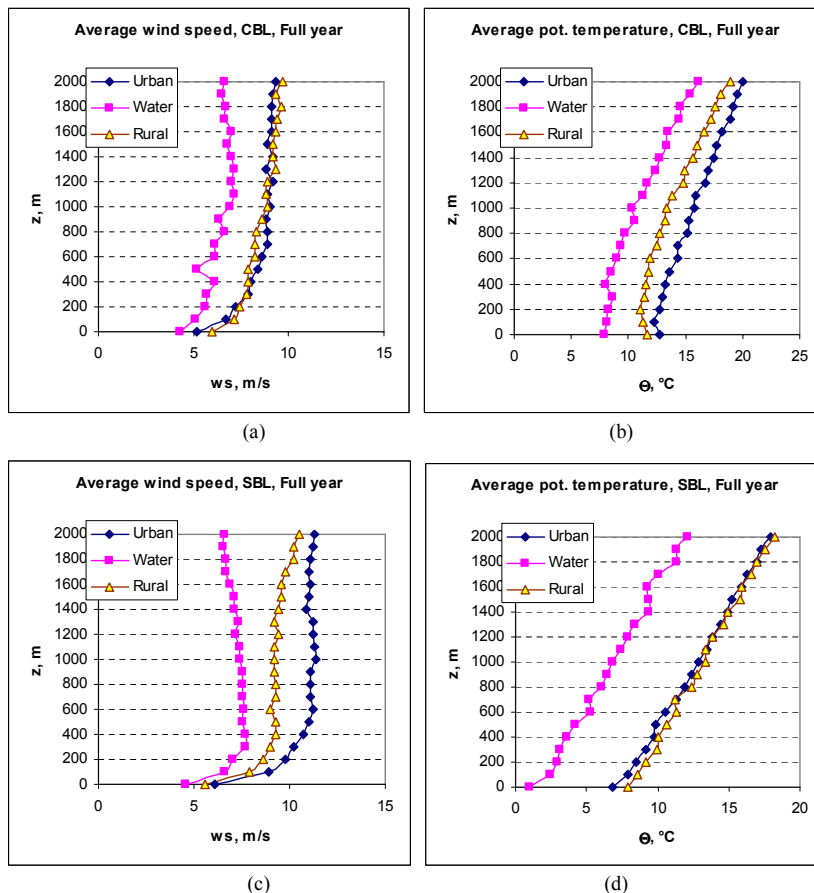 Average wind speed, CBL, Full year
2000
1800
1600
1400
1200
1000
800
600
400
200
0
z, m
Urban
Water
Rural
0 5 10 15
ws, m/s
(a)
Average pot. temperature, CBL, Full year
2000
1800
1600
1400
1200
1000
800
600
400
200
0
z, m
Urban
Water
Rural
0 5 10 15 20 25
Θ, °C
(b)
Average wind speed, SBL, Full year
2000
1800
1600
1400
1200
1000
800
600
400
200
0
z, m
Urban
Water
Rural
0 5 10 15
ws, m/s
(c)
Average pot. temperature, SBL, Full year
2000
1800
1600
1400
1200
1000
800
600
400
200
0
z, m
Urban
Water
Rural
0 5 10 15 20
Θ, °C
(d)